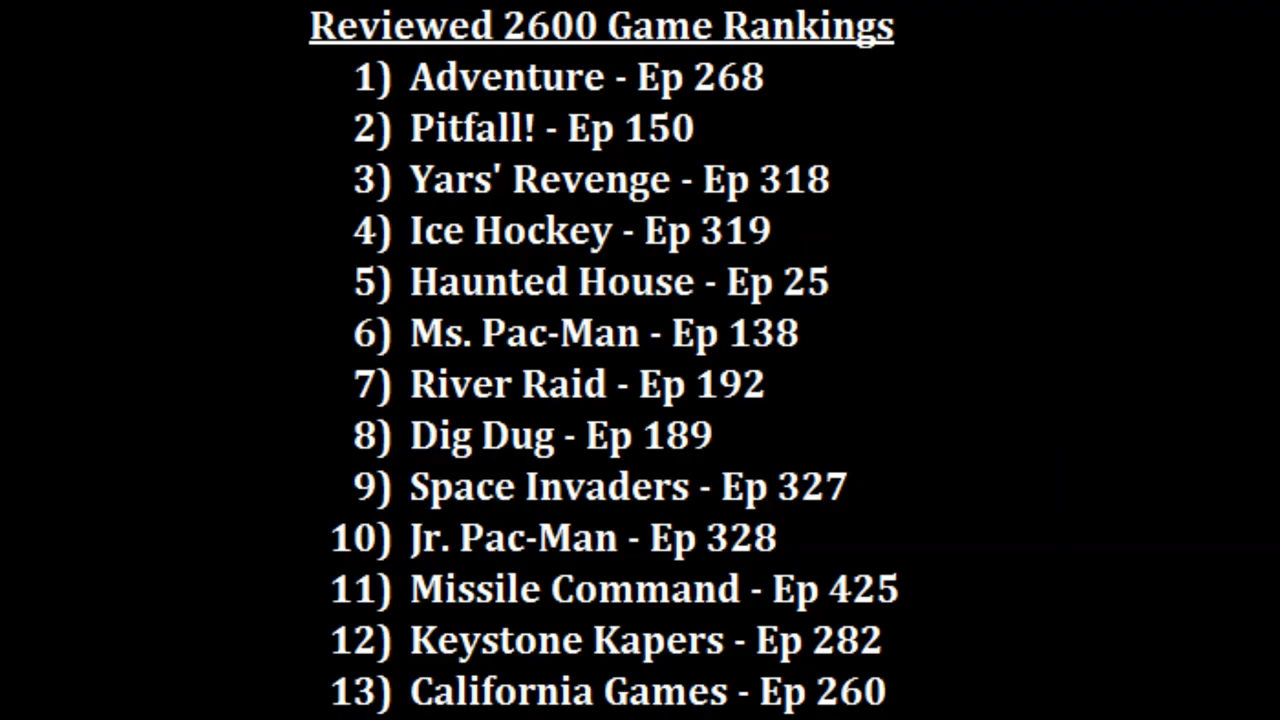 Reviewed 2600 Game Rankings
1) Adventure - Ep 268
2) Pitfall! - Ep 150
3) Yars' Revenge - Ep 318
4) Ice Hockey - Ep 319
5) Haunted House - Ep 25
6) Ms. Pac-Man - Ep 138
7) River Raid - Ep 192
8) Dig Dug - Ep 189
9) Space Invaders - Ep 327
10) Jr. Pac-Man - Ep 328
11) Missile Command - Ep 425
12) Keystone Kapers - Ep 282
13) California Games - Ep 260